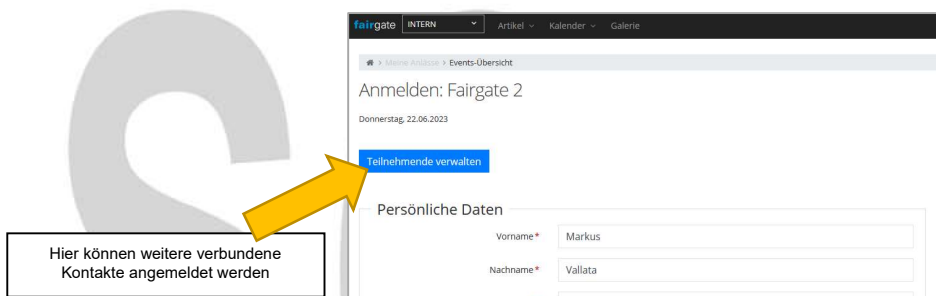 fairgate INTERN Artikel Kalender Galerie
Meine Anlässe > Events-Übersicht
Anmelden: Fairgate 2
Donnerstag, 22.06.2023
Teilnehmende verwalten
Persönliche Daten
Vorname* Markus
Nachname* Vallata
Hier können weitere verbundene
Kontakte angemeldet werden